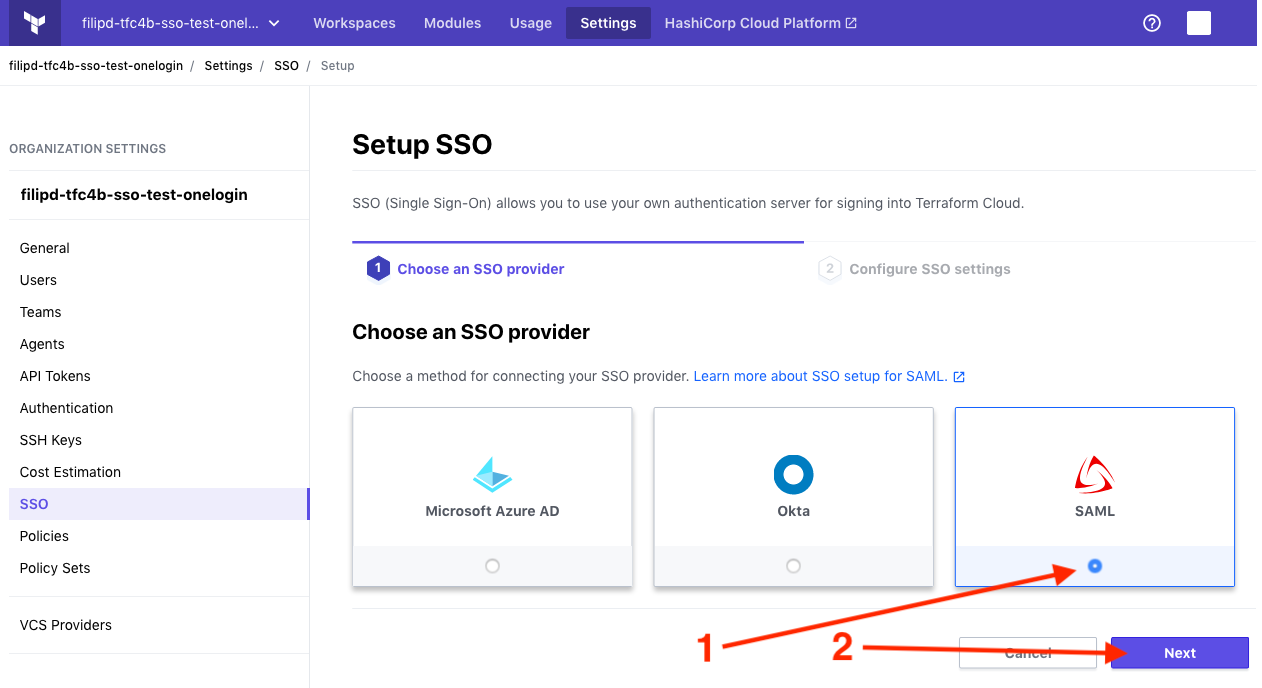 filipd-tfc4b-sso-test-onel... Workspaces Modules Usage Settings HashiCorp Cloud Platform
filipd-tfc4b-sso-test-onelogin / Settings / SSO / Setup
ORGANIZATION SETTINGS
filipd-tfc4b-sso-test-onelogin
General
Users
Teams
Agents
API Tokens
Authentication
SSH Keys
Cost Estimation
SSO
Policies
Policy Sets
VCS Providers
Setup SSO
SSO (Single Sign-On) allows you to use your own authentication server for signing into Terraform Cloud.
1 Choose an SSO provider
2 Configure SSO settings
Choose an SSO provider
Choose a method for connecting your SSO provider. Learn more about SSO setup for SAML.
Microsoft Azure AD
Okta
SAML
1
2
Cancel
Next